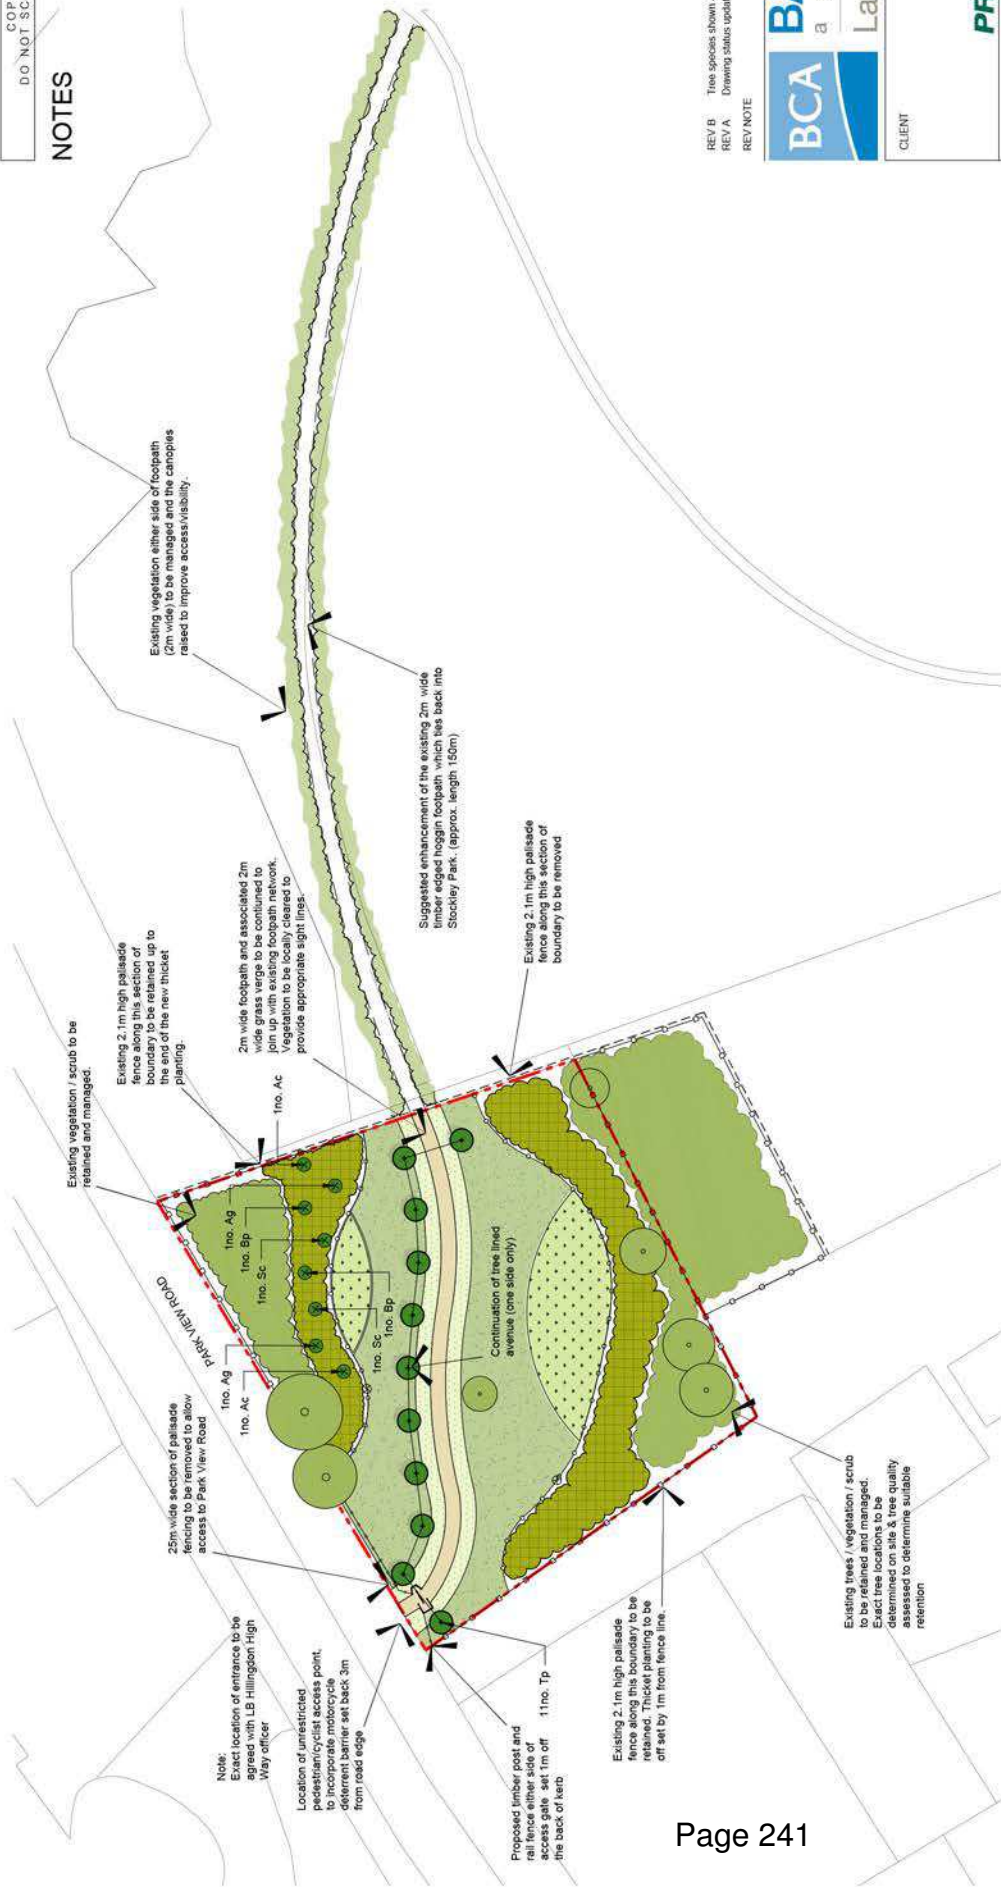 COP
DO NOT SC
NOTES
Existing vegetation either side of footpath
(2m wide) to be managed and the canopies
raised to improve access/visibility.
Suggested enhancement of the existing 2m wide
timber edged hoggin footpath which ties back into
Stockley Park. (approx. length 150m)
2m wide footpath and associated 2m
wide grass verge to be contiuned to
join up with existing footpath network.
Vegetation to be locally cleared to
provide appropriate sight lines.
Existing 2.1m high palisade
fence along this section of
boundary to be removed
Existing 2.1m high palisade
fence along this section of
boundary to be retained up to
the end of the new thicket
planting.
Existing vegetation / scrub to be
retained and managed.
1no. Ac
1no. Ag
1no. Bp
1no. Sc
1no. Bp
1no. Sc
1no. Ag
1no. Ac
PARK VIEW ROAD
Continuation of tree lined
avenue (one side only)
25m wide section of palisade
fencing to be removed to allow
access to Park View Road
Note:
Exact location of entrance to be
agreed with LB Hillingdon High
Way officer
Location of unrestricted
pedestrian/cyclist access point,
to incorporate motorcycle
deterrent barrier set back 3m
from road edge
Proposed timber post and
rail fence either side of
access gate set 1m off
the back of kerb
11no. Tp
Existing 2.1m high palisade
fence along this boundary to be
retained. Thicket planting to be
off set by 1m from fence line.
Existing trees / vegetation / scrub
to be retained and managed.
Exact tree locations to be
determined on site & tree quality
assessed to determine suitable
retention
REV B Tree species shown
REV A Drawing status updat
REV NOTE
BCA
BA
a
La
CLIENT
PR
Page 241